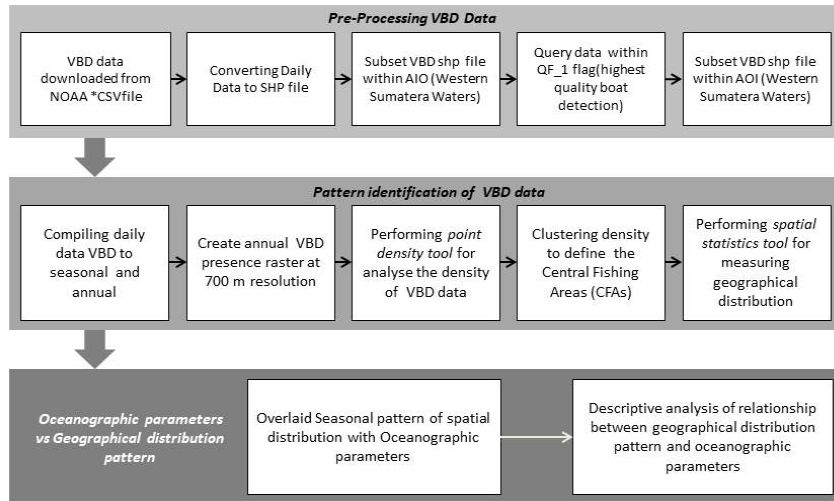 Pre-Processing VBD Data
VBD data
downloaded from
NOAA *CSVfile
Converting Daily
Data to SHP file
Subset VBD shp file
within AIO (Western
Sumatera Waters)
Query data within
QF_1 flag(highest
quality boat
detection)
Subset VBD shp file
within AOI (Western
Sumatera Waters)
Pattern identification of VBD data
Compiling daily
data VBD to
seasonal and
annual
Create annual VBD
presence raster at
700 m resolution
Performing point
density tool for
analyse the density
of VBD data
Clustering density
to define the
Central Fishing
Areas (CFAs)
Performing spatial
statistics tool for
measuring
geographical
distribution
Oceanographic parameters
vs Geographical distribution
pattern
Overlaid Seasonal pattern of spatial
distribution with Oceanographic
parameters
Descriptive analysis of relationship
between geographical distribution
pattern and oceanographic
parameters